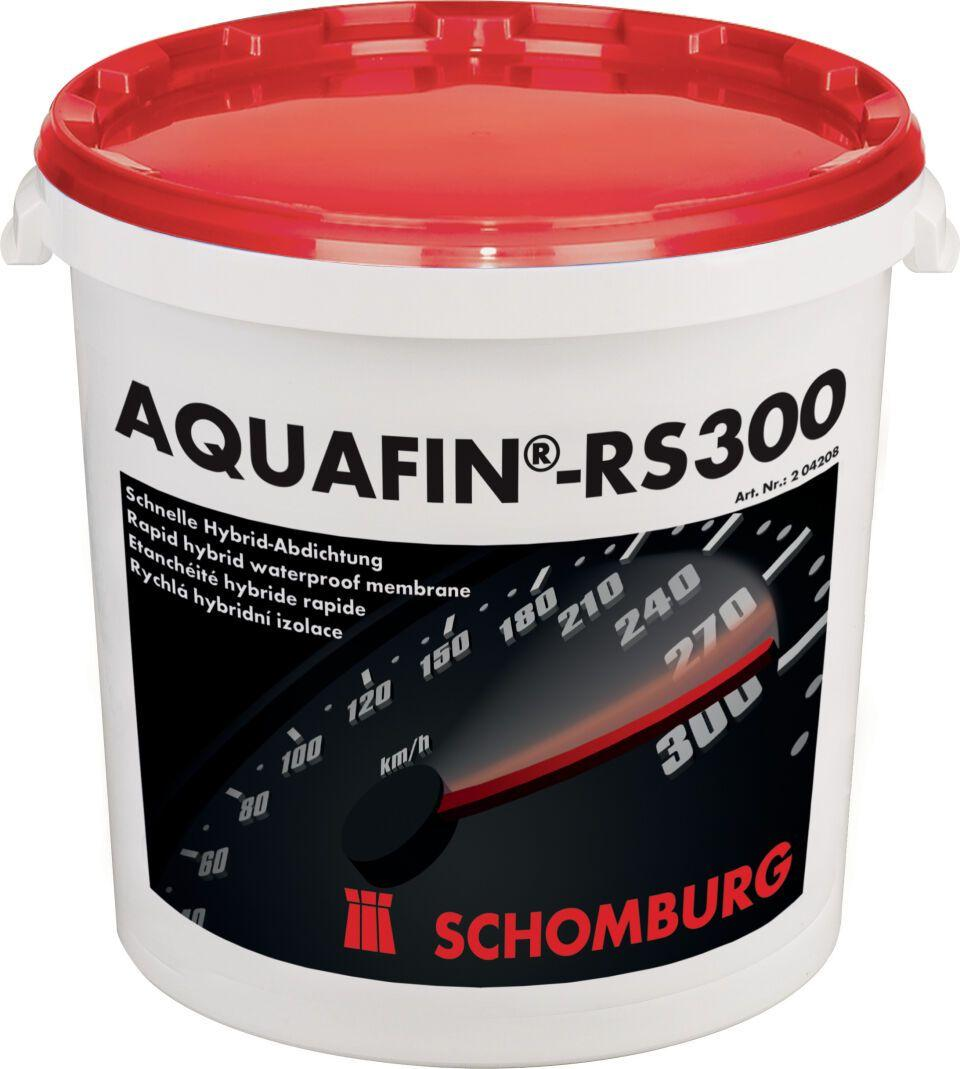 AQUAFIN®-RS300
Art. Nr.: 2 04208
Schnelle Hybrid-Abdichtung
Rapid hybrid waterproof membrane
Etanchéité hybride rapide
Rychlá hybridní izolace
40
60
80
100
120
150
180
210
240
270
300
km/h
SCHOMBURG